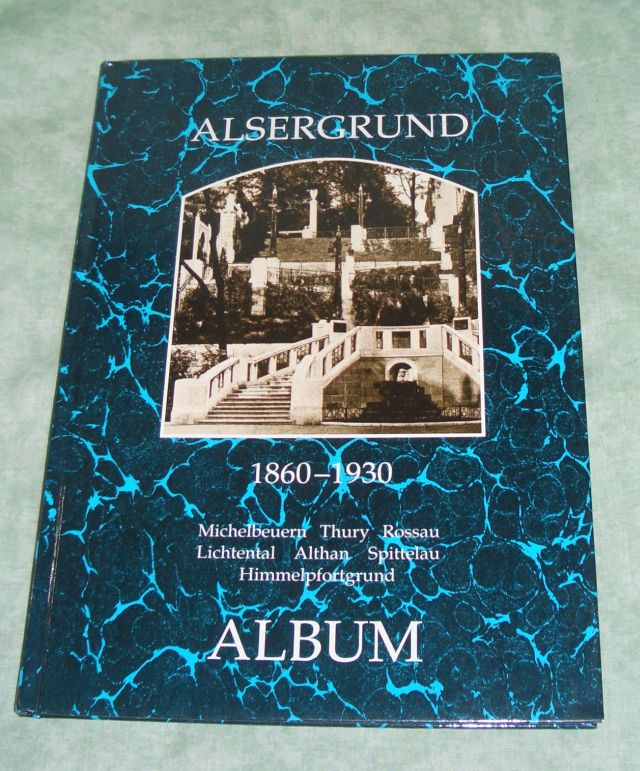 ALSERGRUND
1860–1930
Michelbeuern Thury Rossau
Lichtental Althan Spittelau
Himmelpfortgrund
ALBUM